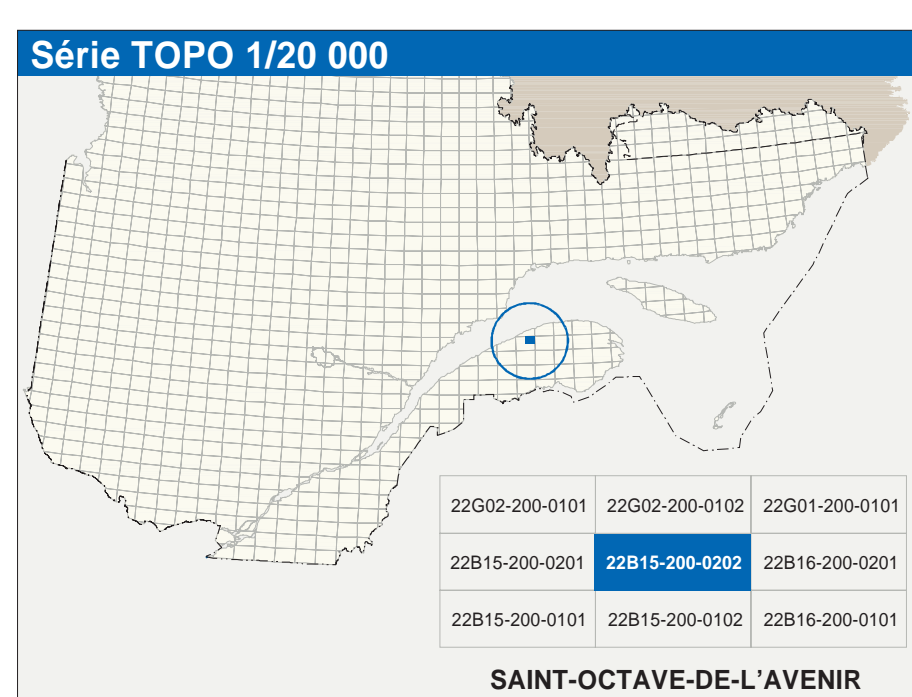 Série TOPO 1/20 000
22G02-200-0101 22G02-200-0102 22G01-200-0101
22B15-200-0201 22B15-200-0202 22B16-200-0201
22B15-200-0101 22B15-200-0102 22B16-200-0101
SAINT-OCTAVE-DE-L'AVENIR